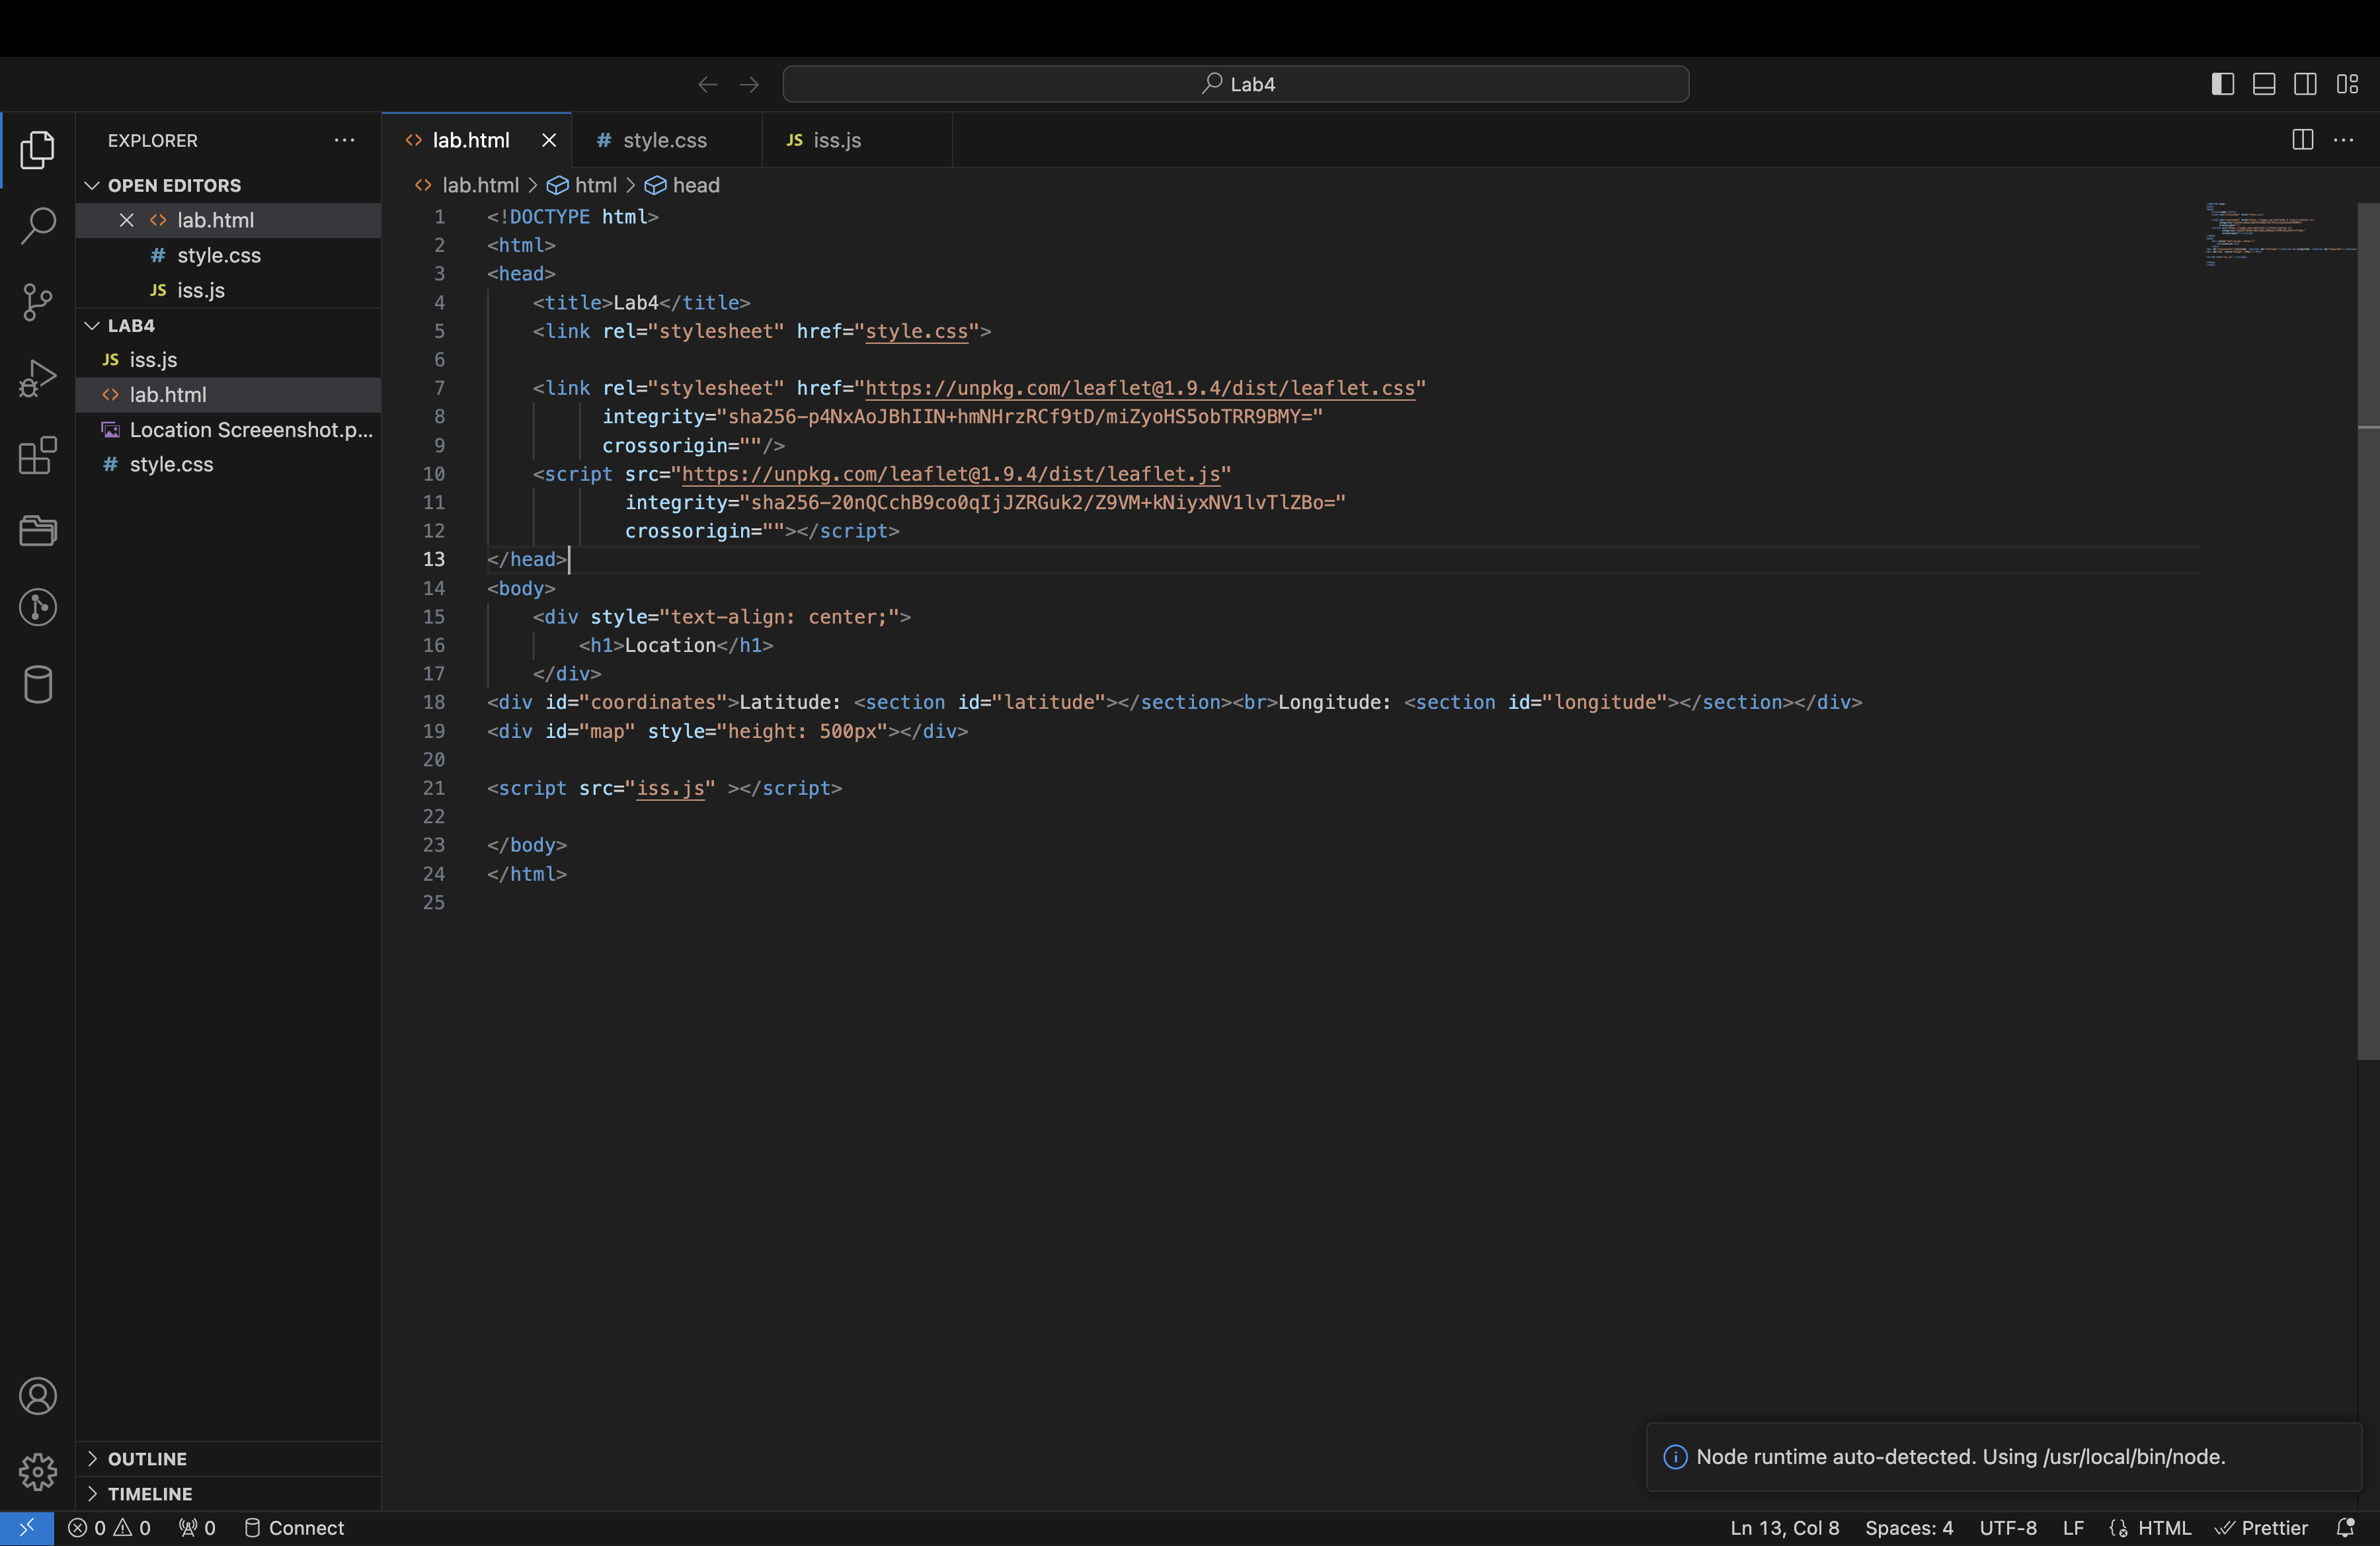 Lab4
EXPLORER
OPEN EDITORS
lab.html
# style.css
JS iss.js
LAB4
JS iss.js
lab.html
Location Screeenshot.p...
# style.css
OUTLINE
TIMELINE
lab.html
# style.css
JS iss.js
lab.html > html > head
1 <!DOCTYPE html>
2 <html>
3 <head>
4 <title>Lab4</title>
5 <link rel="stylesheet" href="style.css">
6
7 <link rel="stylesheet" href="https://unpkg.com/leaflet@1.9.4/dist/leaflet.css"
8 integrity="sha256-p4NxAoJBhIIN+hmNHrzRCf9tD/miZyoHS5obTRR9BMY="
9 crossorigin=""/>
10 <script src="https://unpkg.com/leaflet@1.9.4/dist/leaflet.js"
11 integrity="sha256-20nQCchB9co0qIjJZRGuk2/Z9VM+kNiyxNV1lvTlZBo="
12 crossorigin=""></script>
13 </head>
14 <body>
15 <div style="text-align: center;">
16 <h1>Location</h1>
17 </div>
18 <div id="coordinates">Latitude: <section id="latitude"></section><br>Longitude: <section id="longitude"></section></div>
19 <div id="map" style="height: 500px"></div>
20
21 <script src="iss.js" ></script>
22
23 </body>
24 </html>
25
Node runtime auto-detected. Using /usr/local/bin/node.
0 0 0 Connect
Ln 13, Col 8 Spaces: 4 UTF-8 LF HTML Prettier